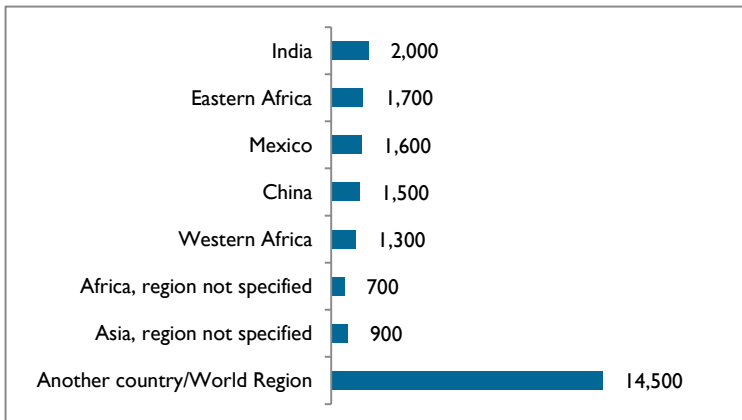 India 2,000
Eastern Africa 1,700
Mexico 1,600
China 1,500
Western Africa 1,300
Africa, region not specified 700
Asia, region not specified 900
Another country/World Region 14,500